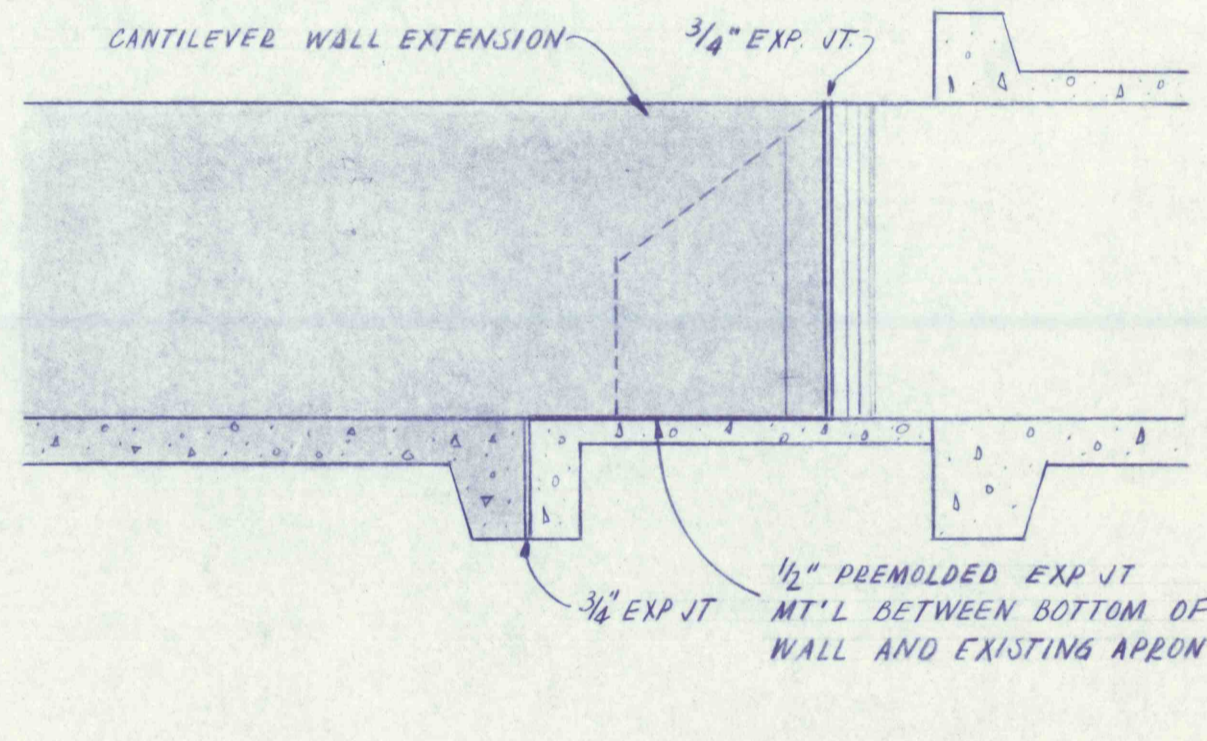 CANTILEVER WALL EXTENSION
3/4" EXP. JT.
3/4" EXP JT
1/2" PREMOLDED EXP JT
MT'L BETWEEN BOTTOM OF
WALL AND EXISTING APRON